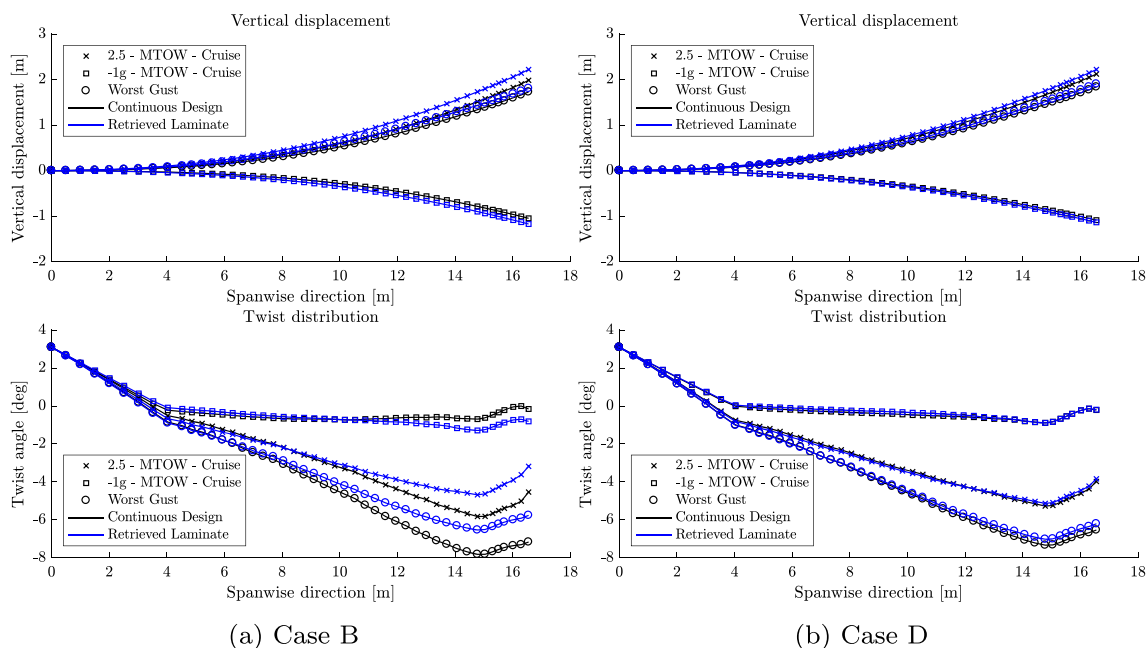 Vertical displacement
3
2
1
0
-1
-2
Vertical displacement [m]
2.5 - MTOW - Cruise
-1g - MTOW - Cruise
Worst Gust
Continuous Design
Retrieved Laminate
0 2 4 6 8 10 12 14 16 18
Spanwise direction [m]
Vertical displacement
3
2
1
0
-1
-2
Vertical displacement [m]
2.5 - MTOW - Cruise
-1g - MTOW - Cruise
Worst Gust
Continuous Design
Retrieved Laminate
0 2 4 6 8 10 12 14 16 18
Spanwise direction [m]
Twist distribution
4
2
0
-2
-4
-6
-8
Twist angle [deg]
2.5 - MTOW - Cruise
-1g - MTOW - Cruise
Worst Gust
Continuous Design
Retrieved Laminate
0 2 4 6 8 10 12 14 16 18
Spanwise direction [m]
Twist distribution
4
2
0
-2
-4
-6
-8
Twist angle [deg]
2.5 - MTOW - Cruise
-1g - MTOW - Cruise
Worst Gust
Continuous Design
Retrieved Laminate
0 2 4 6 8 10 12 14 16 18
Spanwise direction [m]
(a) Case B
(b) Case D